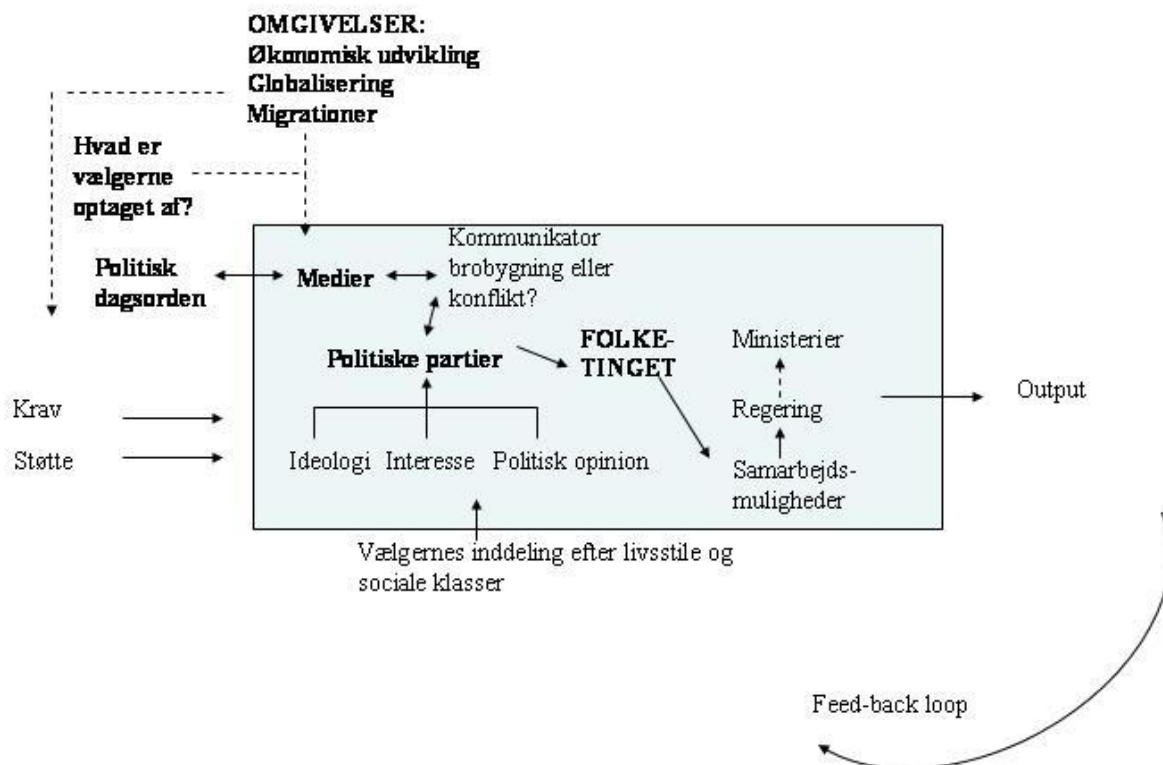 OMGIVELSER:
Økonomisk udvikling
Globalisering
Migrationer
Hvad er
vælgerne
optaget af?
Politisk
dagsorden
Medier
Kommunikator
brobygning eller
konflikt?
Politiske partier
FOLKE-
TINGET
Ministerier
Regering
Samarbejds-
muligheder
Output
Krav
Støtte
Ideologi
Interesse
Politisk opinion
Vælgernes inddeling efter livsstile og
sociale klasser
Feed-back loop